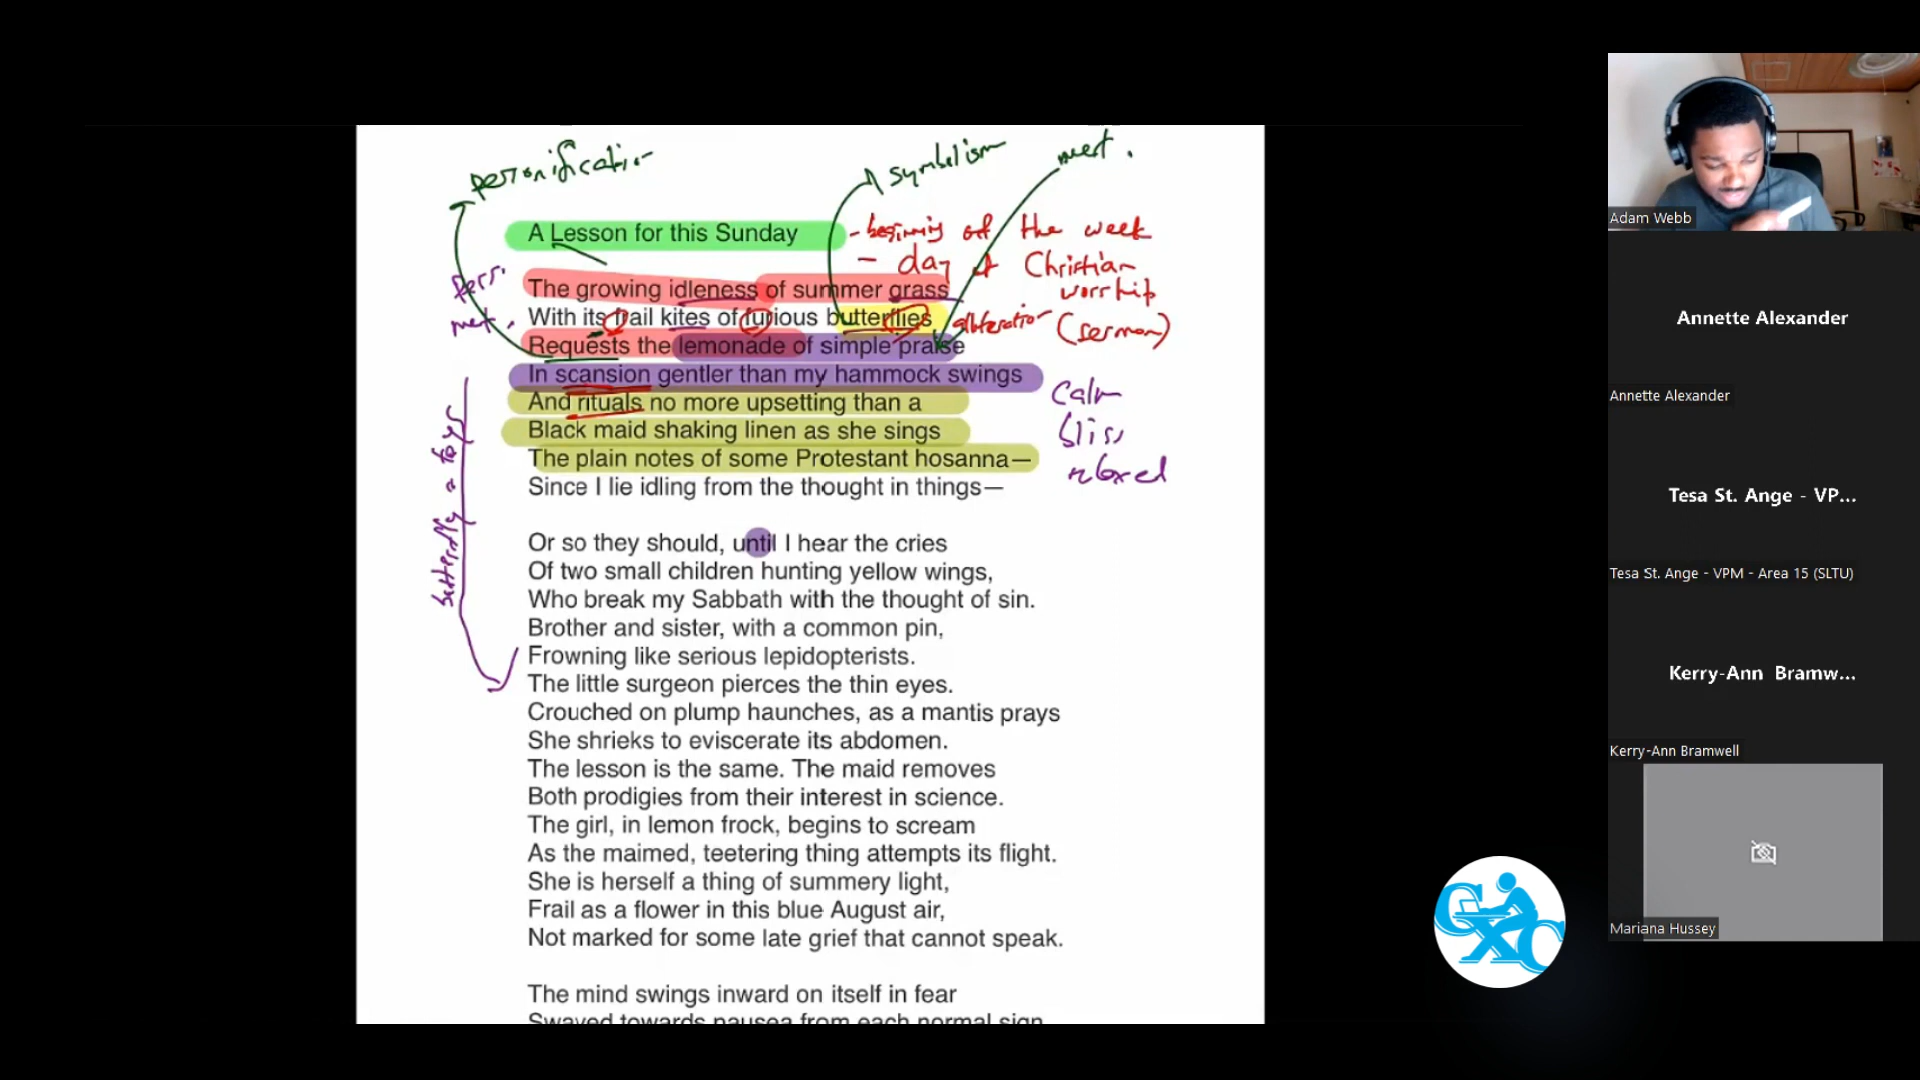 personification
symbolism
met.
A Lesson for this Sunday
- beginning of the week
- day of Christian
worship
(sermon)
pers.
met.
The growing idleness of summer grass
With its frail kites of furious butterflies
alliteration
Requests the lemonade of simple praise
In scansion gentler than my hammock swings
And rituals no more upsetting than a
Black maid shaking linen as she sings
The plain notes of some Protestant hosanna—
Since I lie idling from the thought in things—
calm
bliss
relaxed
butterfly a toys
Or so they should, until I hear the cries
Of two small children hunting yellow wings,
Who break my Sabbath with the thought of sin.
Brother and sister, with a common pin,
Frowning like serious lepidopterists.
The little surgeon pierces the thin eyes.
Crouched on plump haunches, as a mantis prays
She shrieks to eviscerate its abdomen.
The lesson is the same. The maid removes
Both prodigies from their interest in science.
The girl, in lemon frock, begins to scream
As the maimed, teetering thing attempts its flight.
She is herself a thing of summery light,
Frail as a flower in this blue August air,
Not marked for some late grief that cannot speak.
The mind swings inward on itself in fear
Swayed towards nausea from each normal sign.
Adam Webb
Annette Alexander
Annette Alexander
Tesa St. Ange - VP...
Tesa St. Ange - VPM - Area 15 (SLTU)
Kerry-Ann Bramw...
Kerry-Ann Bramwell
Mariana Hussey
CXC